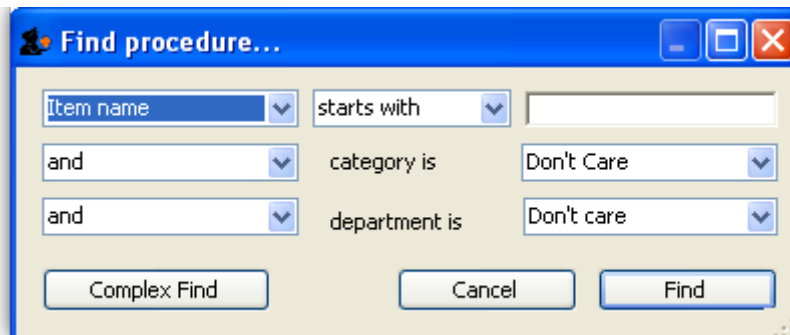 Find procedure...
Item name starts with
and category is Don't Care
and department is Don't care
Complex Find Cancel Find